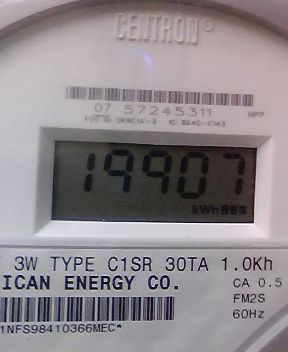 CENTRON®
07 57245311
HPP
19907
kWh
3W TYPE C1SR 30TA 1.0Kh
ICAN ENERGY CO.
CA 0.5
FM2S
60Hz
1NFS98410366MEC*